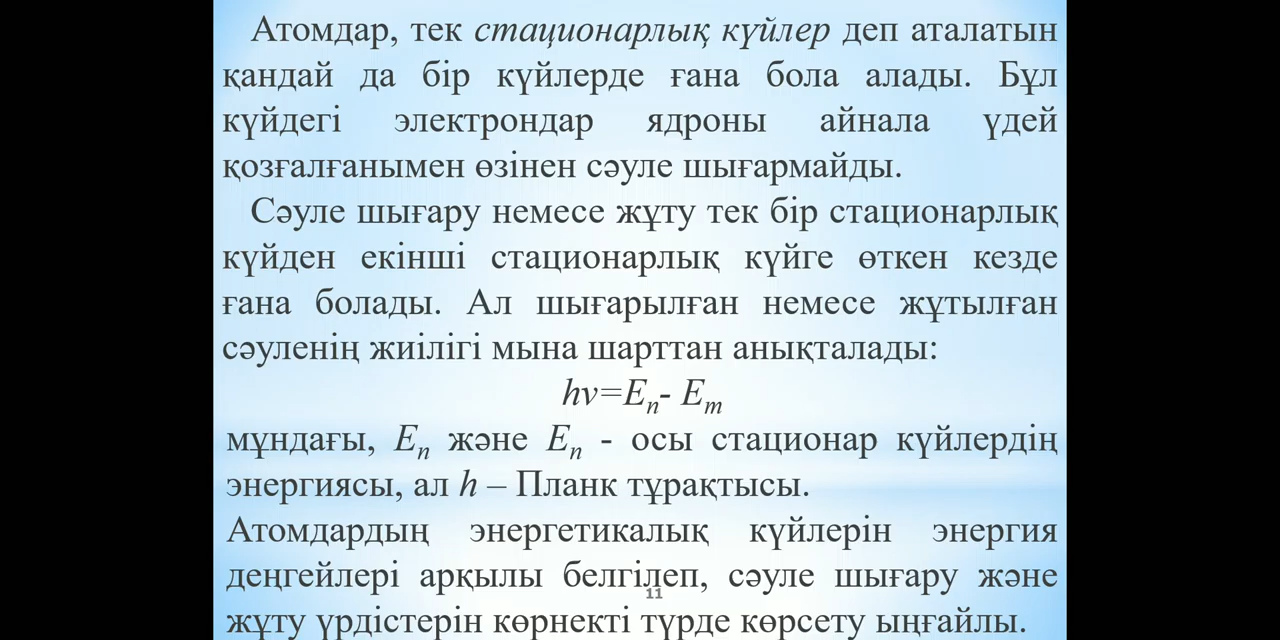 Атомдар, тек стационарлық күйлер деп аталатын
қандай да бір күйлерде ғана бола алады. Бұл
күйдегі электрондар ядроны айнала үдей
қозғалғанымен өзінен сәуле шығармайды.
Сәуле шығару немесе жұту тек бір стационарлық
күйден екінші стационарлық күйге өткен кезде
ғана болады. Ал шығарылған немесе жұтылған
сәуленің жиілігі мына шарттан анықталады:
hv=Eₙ- Eₘ
мұндағы, Eₙ және Eₙ - осы стационар күйлердің
энергиясы, ал h – Планк тұрақтысы.
Атомдардың энергетикалық күйлерін энергия
деңгейлері арқылы белгілеп, сәуле шығару және
11
жұту үрдістерін көрнекті түрде көрсету ыңғайлы.